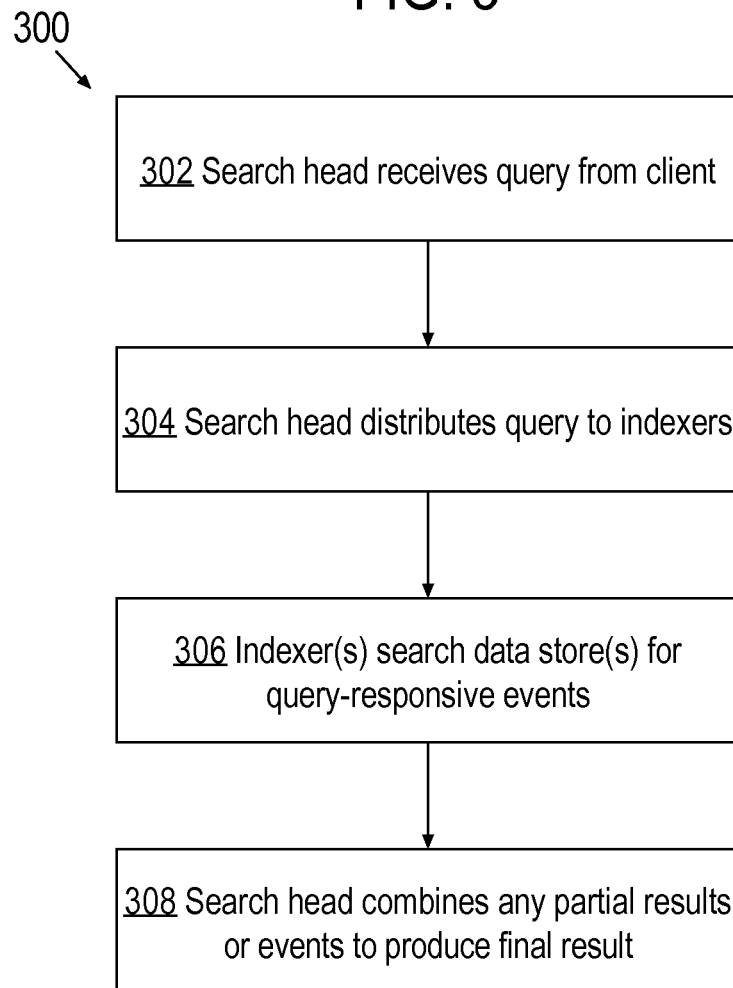 300
302 Search head receives query from client
304 Search head distributes query to indexers
306 Indexer(s) search data store(s) for
query-responsive events
308 Search head combines any partial results
or events to produce final result